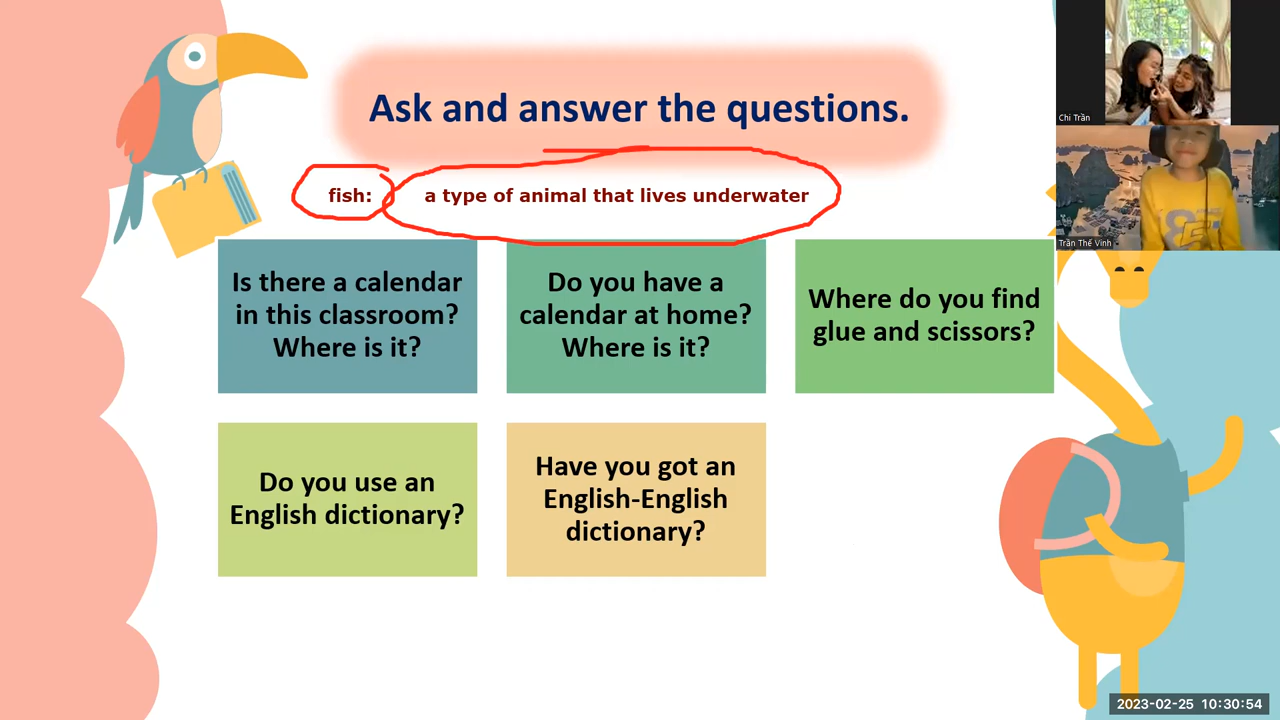 Ask and answer the questions.
fish: a type of animal that lives underwater
Is there a calendar
in this classroom?
Where is it?
Do you have a
calendar at home?
Where is it?
Where do you find
glue and scissors?
Do you use an
English dictionary?
Have you got an
English-English
dictionary?
Chi Trần
Trần Thế Vinh
2023-02-25 10:30:54